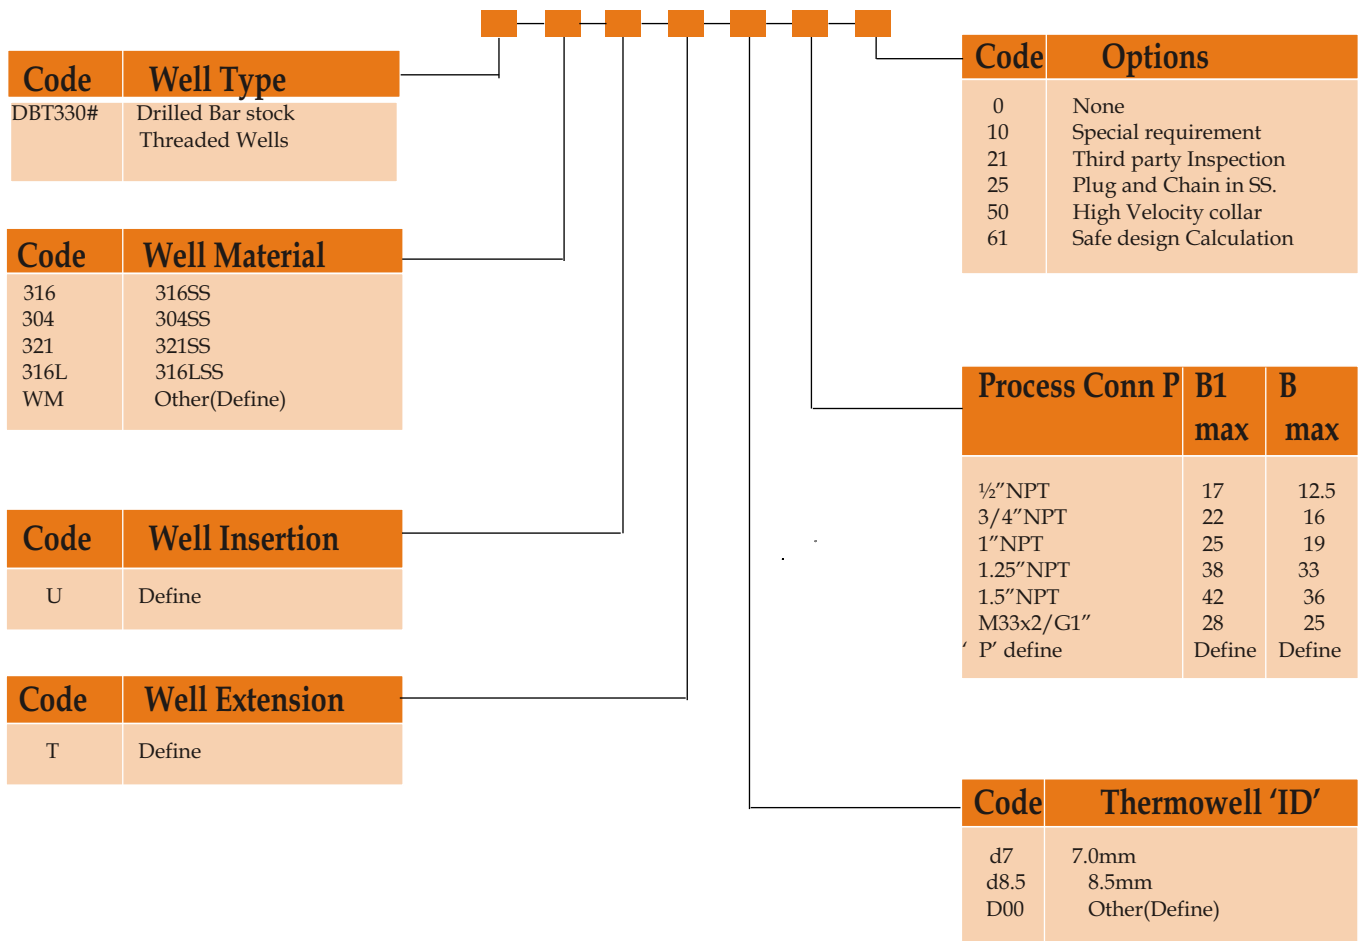 Code Well Type
DBT330# Drilled Bar stock
Threaded Wells
Code Well Material
316 316SS
304 304SS
321 321SS
316L 316LSS
WM Other(Define)
Code Well Insertion
U Define
Code Well Extension
T Define
Code Options
0 None
10 Special requirement
21 Third party Inspection
25 Plug and Chain in SS.
50 High Velocity collar
61 Safe design Calculation
Process Conn P B1 B
max max
½”NPT 17 12.5
3/4”NPT 22 16
1”NPT 25 19
1.25”NPT 38 33
1.5”NPT 42 36
M33x2/G1” 28 25
‘ P’ define Define Define
Code Thermowell ‘ID’
d7 7.0mm
d8.5 8.5mm
D00 Other(Define)